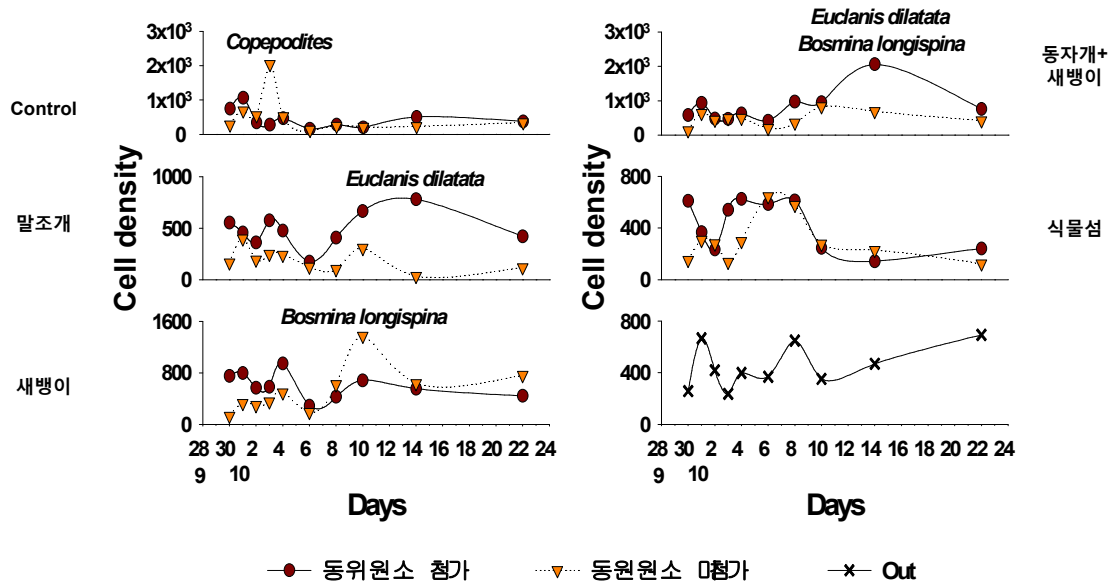 Control
Cell density
3x10³
2x10³
1x10³
0
Copepodites
3x10³
2x10³
1x10³
0
Euclanis dilatata
Bosmina longispina
동자개+
새뱅이
말조개
1000
500
0
Euclanis dilatata
Cell density
800
400
0
식물섬
새뱅이
1600
800
0
Bosmina longispina
800
400
0
28 30 2 4 6 8 10 12 14 16 18 20 22 24
9 10
Days
28 30 2 4 6 8 10 12 14 16 18 20 22 24
9 10
Days
동위원소 첨가
동원원소 첨가
Out